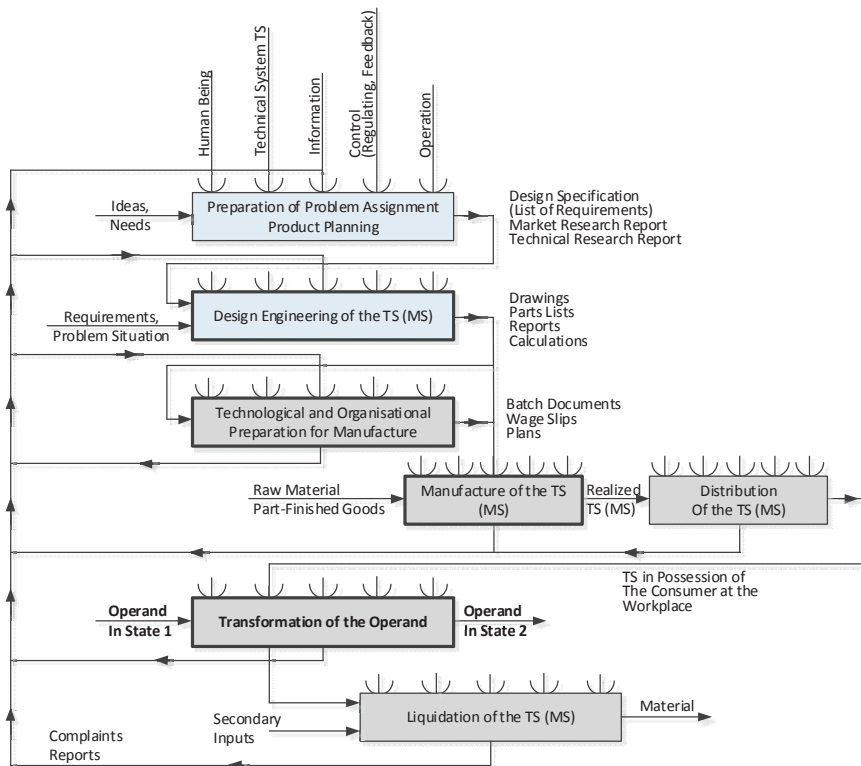 Human Being
Technical System TS
Information
Control
(Regulating, Feedback)
Operation
Ideas,
Needs
Preparation of Problem Assignment
Product Planning
Design Specification
(List of Requirements)
Market Research Report
Technical Research Report
Requirements,
Problem Situation
Design Engineering of the TS (MS)
Drawings
Parts Lists
Reports
Calculations
Technological and Organisational
Preparation for Manufacture
Batch Documents
Wage Slips
Plans
Raw Material
Part-Finished Goods
Manufacture of the TS
(MS)
Realized
TS (MS)
Distribution
Of the TS (MS)
TS in Possession of
The Consumer at the
Workplace
Operand
In State 1
Transformation of the Operand
Operand
In State 2
Secondary
Inputs
Liquidation of the TS (MS)
Material
Complaints
Reports